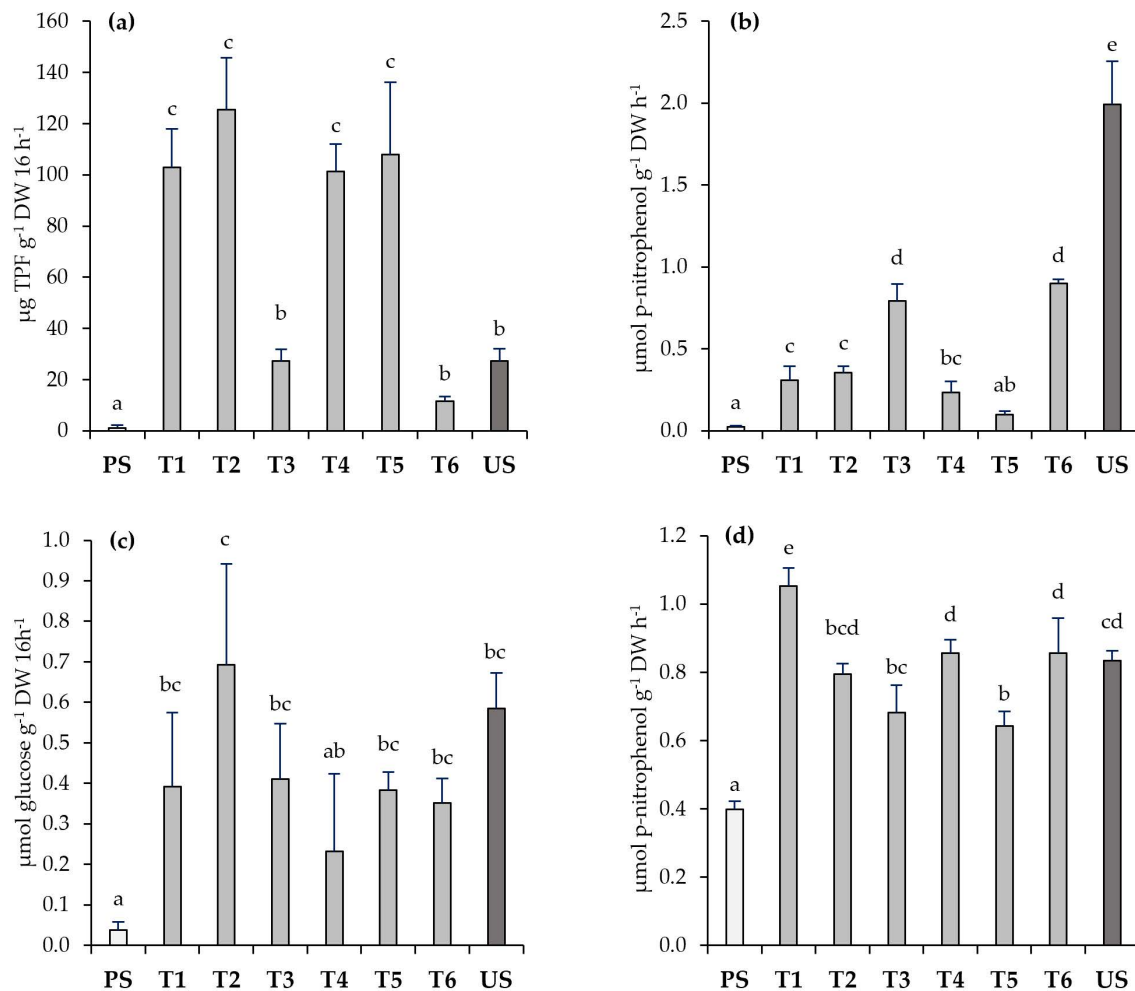 (a)
µg TPF g⁻¹ DW 16 h⁻¹
160
140
120
100
80
60
40
20
0
a
c
c
b
c
c
b
b
PS T1 T2 T3 T4 T5 T6 US
(b)
µmol p-nitrophenol g⁻¹ DW h⁻¹
2.5
2.0
1.5
1.0
0.5
0.0
a
c
c
d
bc
ab
d
e
PS T1 T2 T3 T4 T5 T6 US
(c)
µmol glucose g⁻¹ DW 16h⁻¹
1.0
0.9
0.8
0.7
0.6
0.5
0.4
0.3
0.2
0.1
0.0
a
bc
c
bc
ab
bc
bc
bc
PS T1 T2 T3 T4 T5 T6 US
(d)
µmol p-nitrophenol g⁻¹ DW h⁻¹
1.2
1.0
0.8
0.6
0.4
0.2
0.0
a
e
bcd
bc
d
b
d
cd
PS T1 T2 T3 T4 T5 T6 US